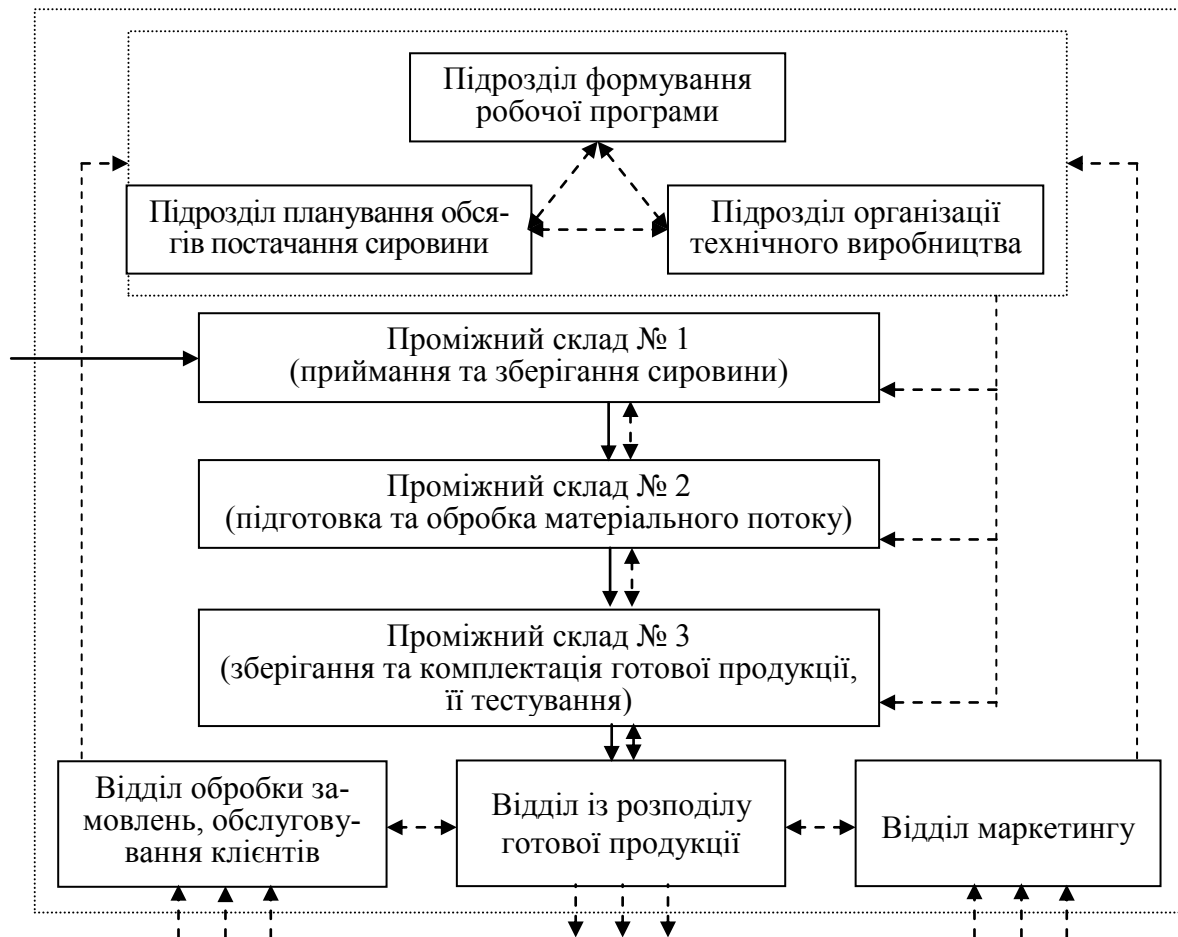 Підрозділ формування
робочої програми
Підрозділ планування обся-
гів постачання сировини
Підрозділ організації
технічного виробництва
Проміжний склад № 1
(приймання та зберігання сировини)
Проміжний склад № 2
(підготовка та обробка матеріального потоку)
Проміжний склад № 3
(зберігання та комплектація готової продукції,
її тестування)
Відділ обробки за-
мовлень, обслугову-
вання клієнтів
Відділ із розподілу
готової продукції
Відділ маркетингу